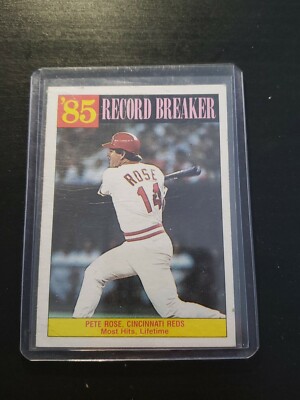 '85 RECORD BREAKER
ROSE
14
PETE ROSE, CINCINNATI REDS
Most Hits, Lifetime